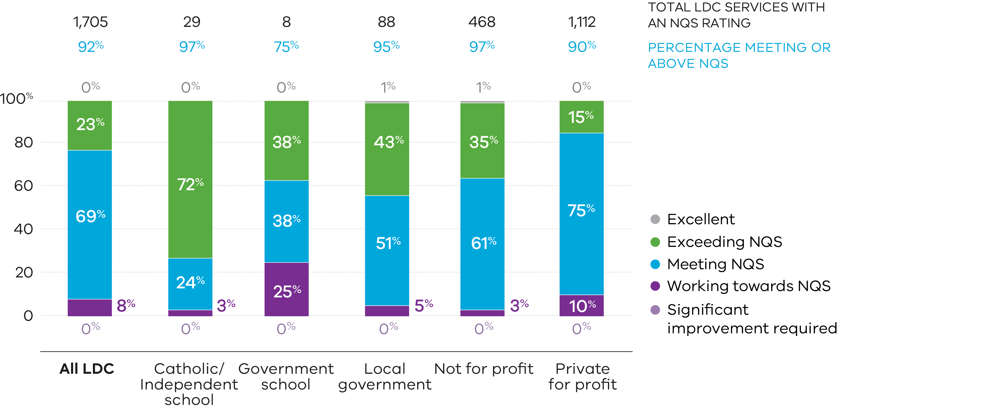 TOTAL LDC SERVICES WITH
AN NQS RATING
1,705 29 8 88 468 1,112
92% 97% 75% 95% 97% 90%
PERCENTAGE MEETING OR
ABOVE NQS
0% 0% 0% 1% 1% 0%
100%
80
60
40
20
0
23% 72% 38% 43% 35% 15%
69% 24% 38% 51% 61% 75%
8% 3% 25% 5% 3% 10%
0% 0% 0% 0% 0% 0%
Excellent
Exceeding NQS
Meeting NQS
Working towards NQS
Significant
improvement required
All LDC
Catholic/
Independent
school
Government
school
Local
government
Not for profit
Private
for profit